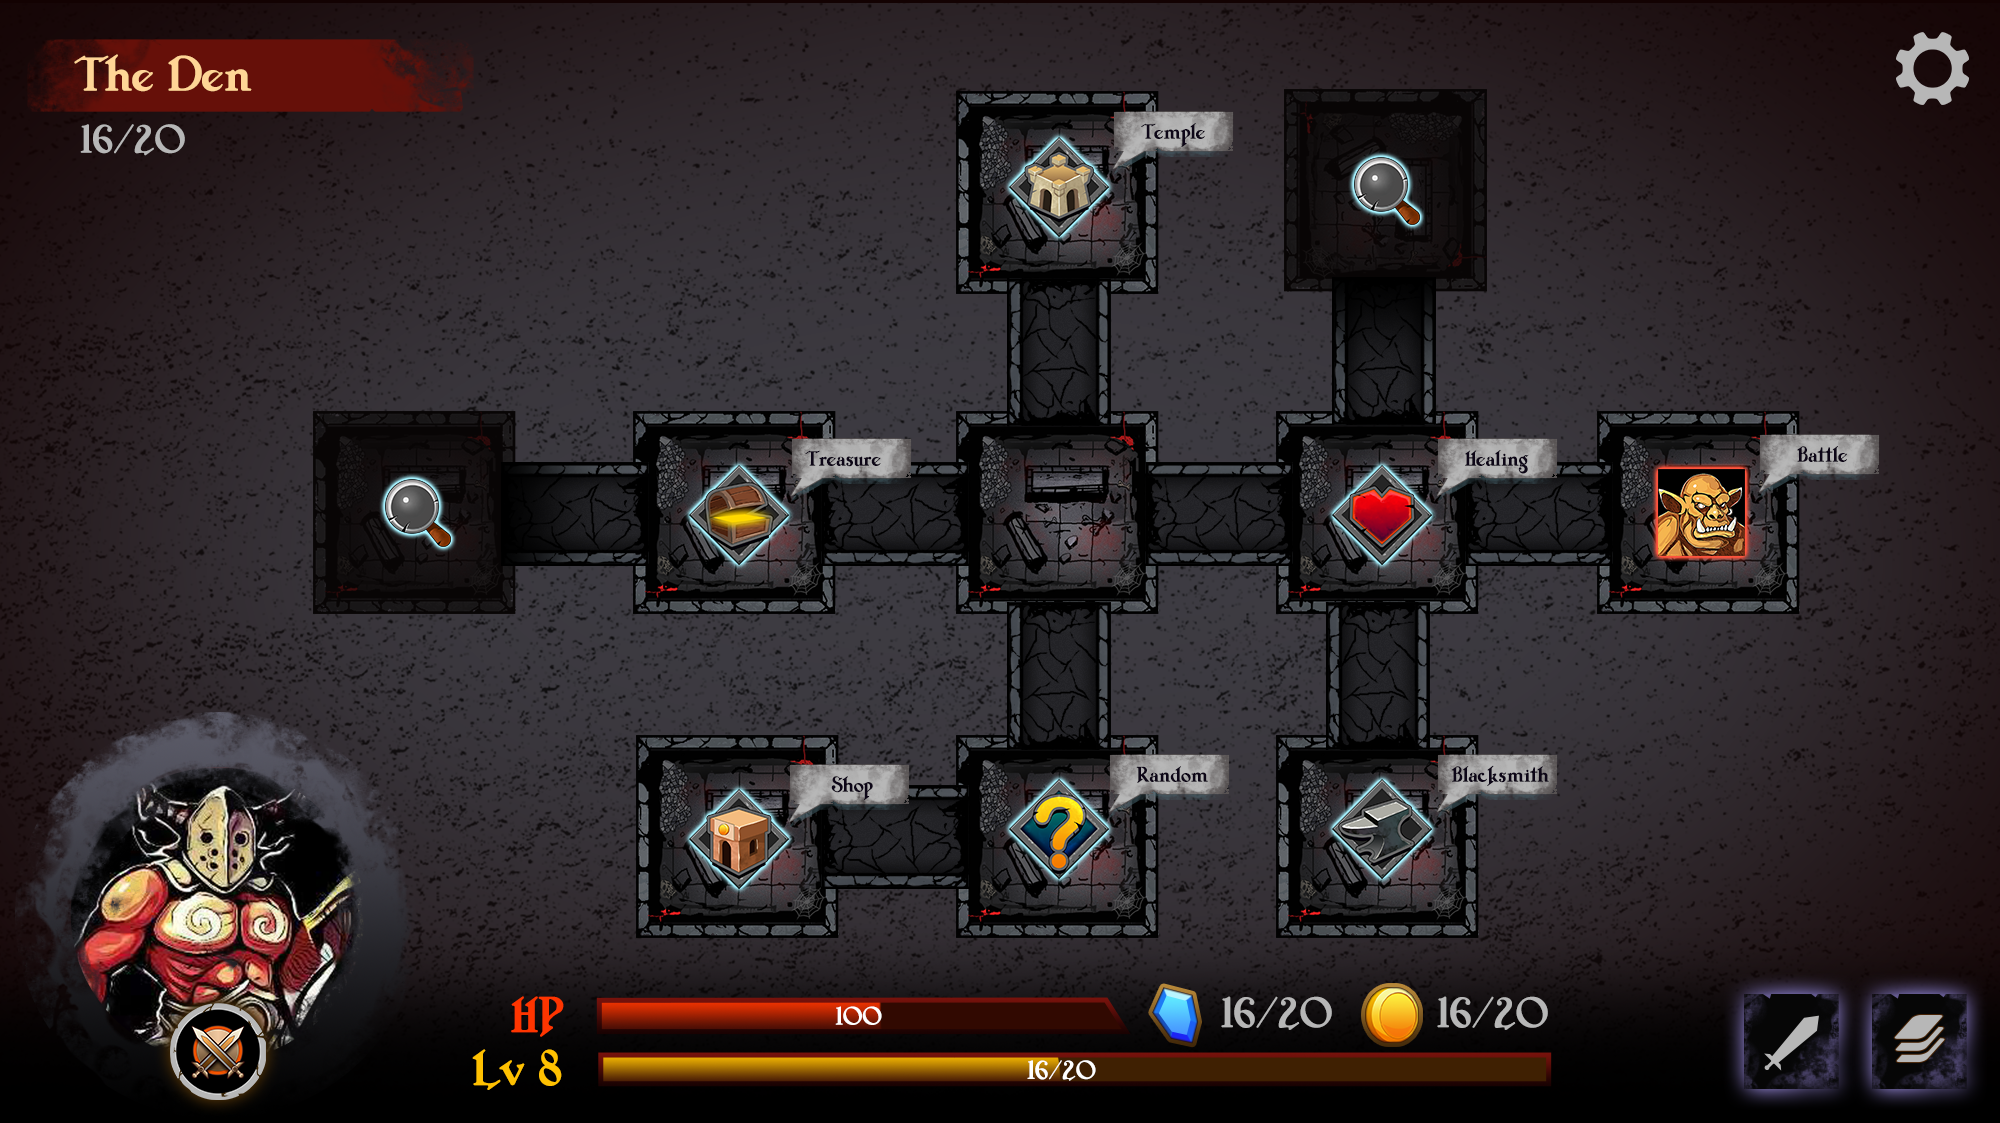 The Den
16/20
Temple
Treasure
Healing
Battle
Shop
Random
Blacksmith
HP
100
16/20
16/20
Lv 8
16/20